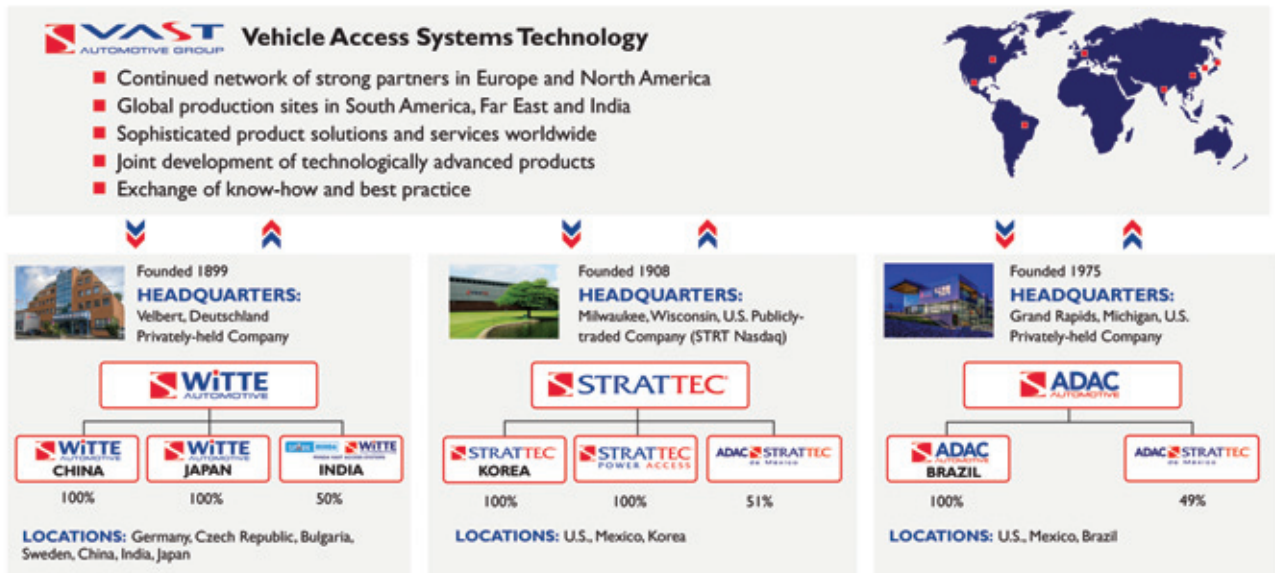 VAST
AUTOMOTIVE GROUP
Vehicle Access Systems Technology
Continued network of strong partners in Europe and North America
Global production sites in South America, Far East and India
Sophisticated product solutions and services worldwide
Joint development of technologically advanced products
Exchange of know-how and best practice
Founded 1899
HEADQUARTERS:
Velbert, Deutschland
Privately-held Company
WiTTE
AUTOMOTIVE
WiTTE
AUTOMOTIVE
CHINA
100%
WiTTE
AUTOMOTIVE
JAPAN
100%
WiTTE
INDIA
50%
LOCATIONS: Germany, Czech Republic, Bulgaria,
Sweden, China, India, Japan
Founded 1908
HEADQUARTERS:
Milwaukee, Wisconsin, U.S. Publicly-
traded Company (STRT Nasdaq)
STRATTEC
STRATTEC
KOREA
100%
STRATTEC
POWER ACCESS
100%
ADAC STRATTEC
de México
51%
LOCATIONS: U.S., Mexico, Korea
Founded 1975
HEADQUARTERS:
Grand Rapids, Michigan, U.S.
Privately-held Company
ADAC
AUTOMOTIVE
ADAC
AUTOMOTIVE
BRAZIL
100%
ADAC STRATTEC
de México
49%
LOCATIONS: U.S., Mexico, Brazil